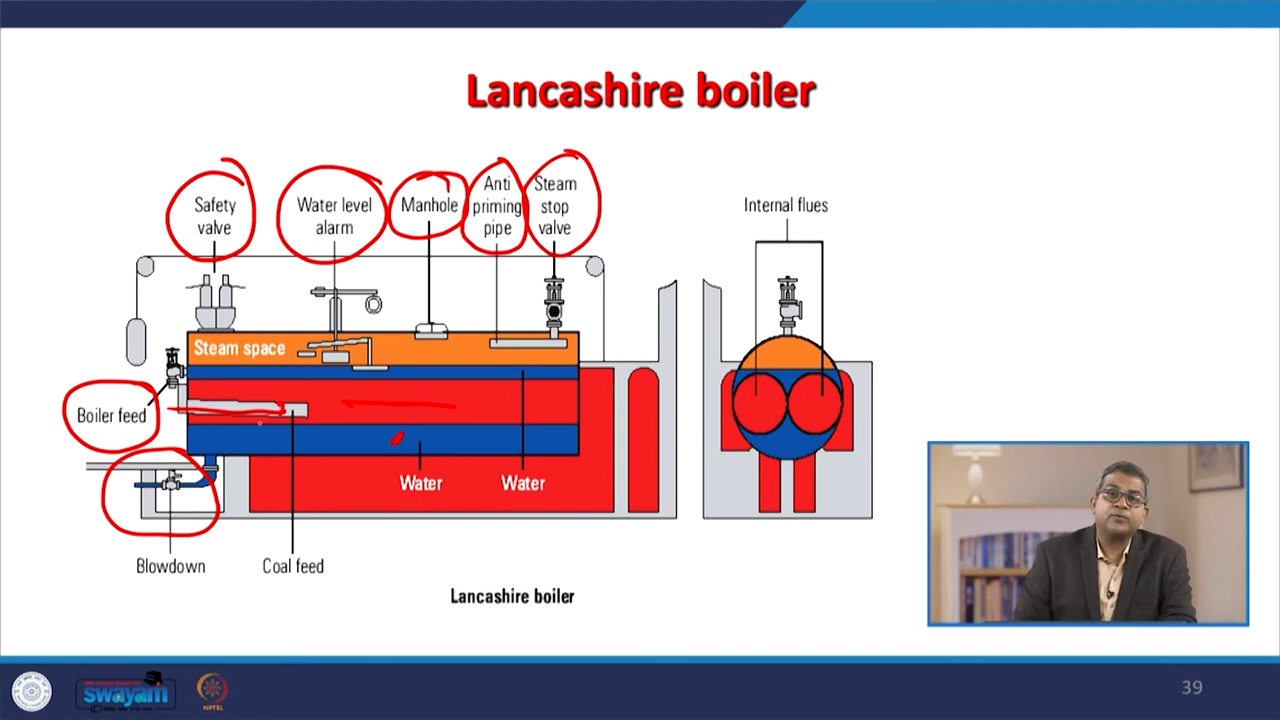 Lancashire boiler
Safety
valve
Water level
alarm
Manhole
Anti
priming
pipe
Steam
stop
valve
Internal flues
Steam space
Boiler feed
Water
Water
Blowdown
Coal feed
Lancashire boiler
swayam
NPTEL
39